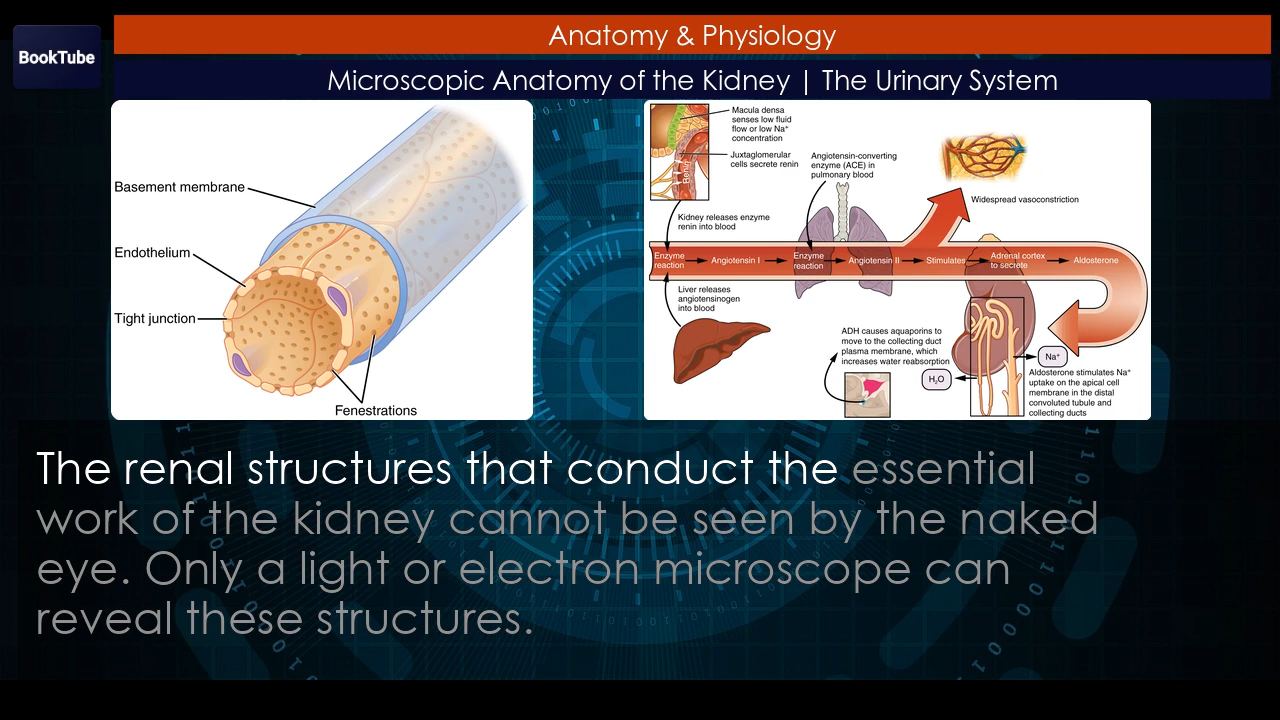 BookTube
Anatomy & Physiology
Microscopic Anatomy of the Kidney | The Urinary System
Basement membrane
Endothelium
Tight junction
Fenestrations
Macula densa
senses low fluid
flow or low Na⁺
concentration
Juxtaglomerular
cells secrete renin
Renin
Angiotensin-converting
enzyme (ACE) in
pulmonary blood
Widespread vasoconstriction
Kidney releases enzyme
renin into blood
Enzyme
reaction
Angiotensin I
Enzyme
reaction
Angiotensin II
Stimulates
Adrenal cortex
to secrete
Aldosterone
Liver releases
angiotensinogen
into blood
ADH causes aquaporins to
move to the collecting duct
plasma membrane, which
increases water reabsorption
H₂O
Na⁺
Aldosterone stimulates Na⁺
uptake on the apical cell
membrane in the distal
convoluted tubule and
collecting ducts
The renal structures that conduct the essential
work of the kidney cannot be seen by the naked
eye. Only a light or electron microscope can
reveal these structures.